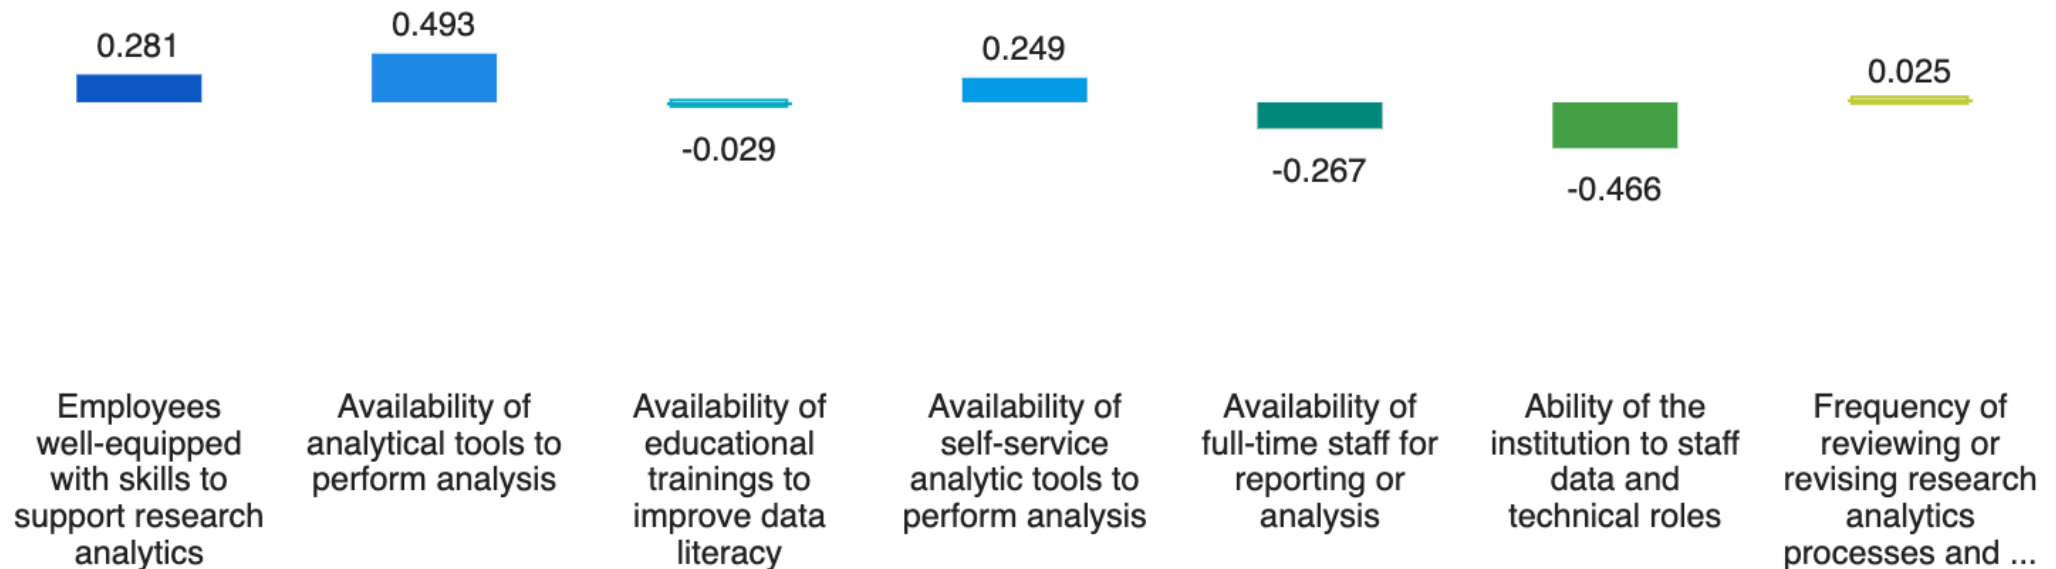 0.281
0.493
-0.029
0.249
-0.267
-0.466
0.025
Employees
well-equipped
with skills to
support research
analytics
Availability of
analytical tools to
perform analysis
Availability of
educational
trainings to
improve data
literacy
Availability of
self-service
analytic tools to
perform analysis
Availability of
full-time staff for
reporting or
analysis
Ability of the
institution to staff
data and
technical roles
Frequency of
reviewing or
revising research
analytics
processes and ...